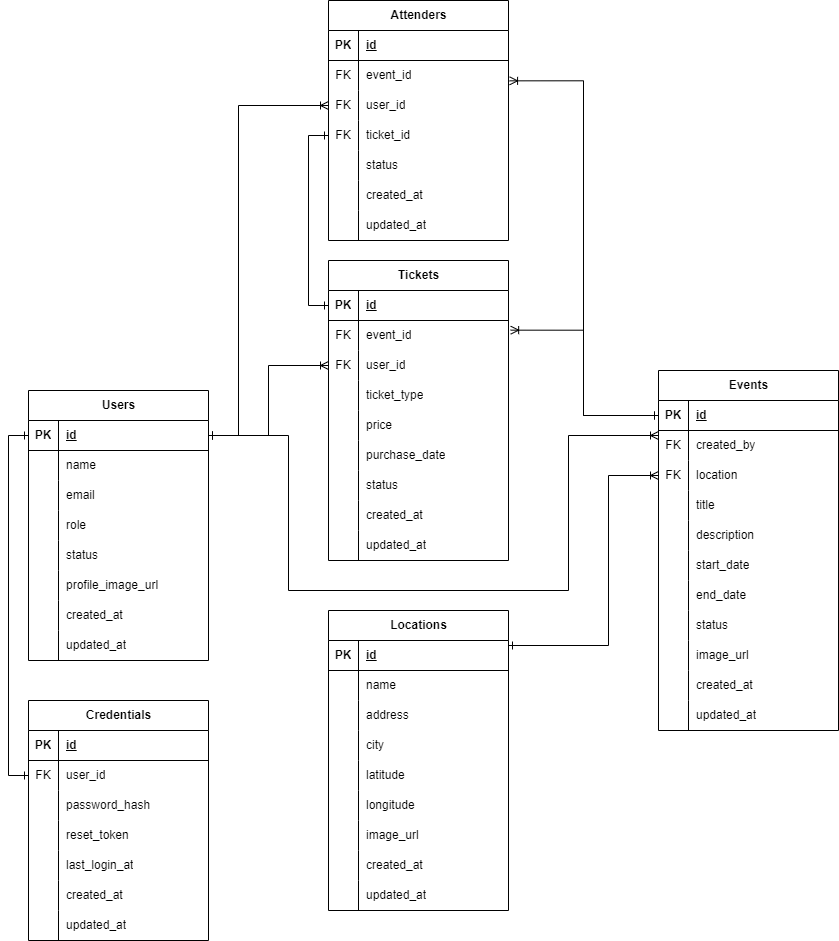 Attenders
PK id
FK event_id
FK user_id
FK ticket_id
status
created_at
updated_at
Tickets
PK id
FK event_id
FK user_id
ticket_type
price
purchase_date
status
created_at
updated_at
Users
PK id
name
email
role
status
profile_image_url
created_at
updated_at
Events
PK id
FK created_by
FK location
title
description
start_date
end_date
status
image_url
created_at
updated_at
Locations
PK id
name
address
city
latitude
longitude
image_url
created_at
updated_at
Credentials
PK id
FK user_id
password_hash
reset_token
last_login_at
created_at
updated_at